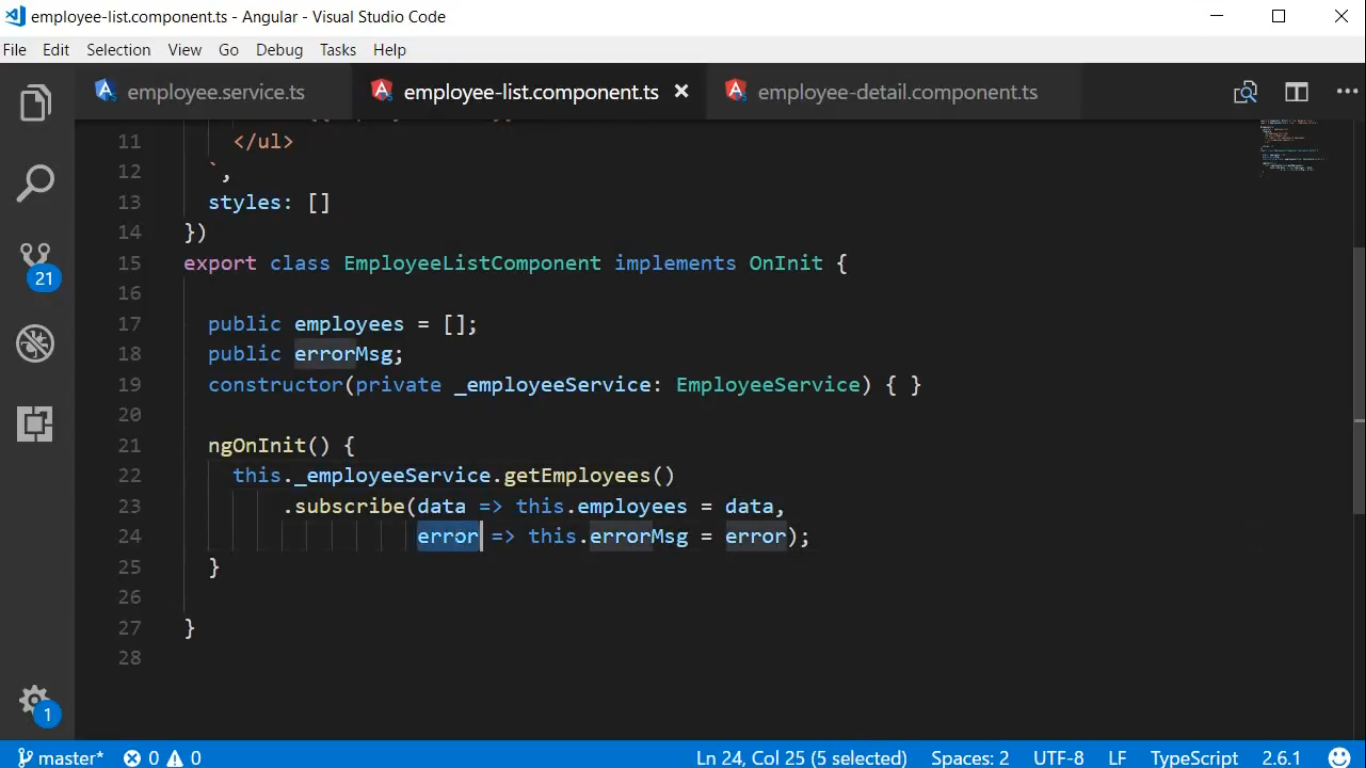 employee-list.component.ts - Angular - Visual Studio Code
File Edit Selection View Go Debug Tasks Help
employee.service.ts employee-list.component.ts × employee-detail.component.ts
11 </ul>
12 `,
13 styles: []
14 })
15 export class EmployeeListComponent implements OnInit {
16
17 public employees = [];
18 public errorMsg;
19 constructor(private _employeeService: EmployeeService) { }
20
21 ngOnInit() {
22 this._employeeService.getEmployees()
23 .subscribe(data => this.employees = data,
24 error => this.errorMsg = error);
25 }
26
27 }
28
21
1
master* 0 0 Ln 24, Col 25 (5 selected) Spaces: 2 UTF-8 LF TypeScript 2.6.1